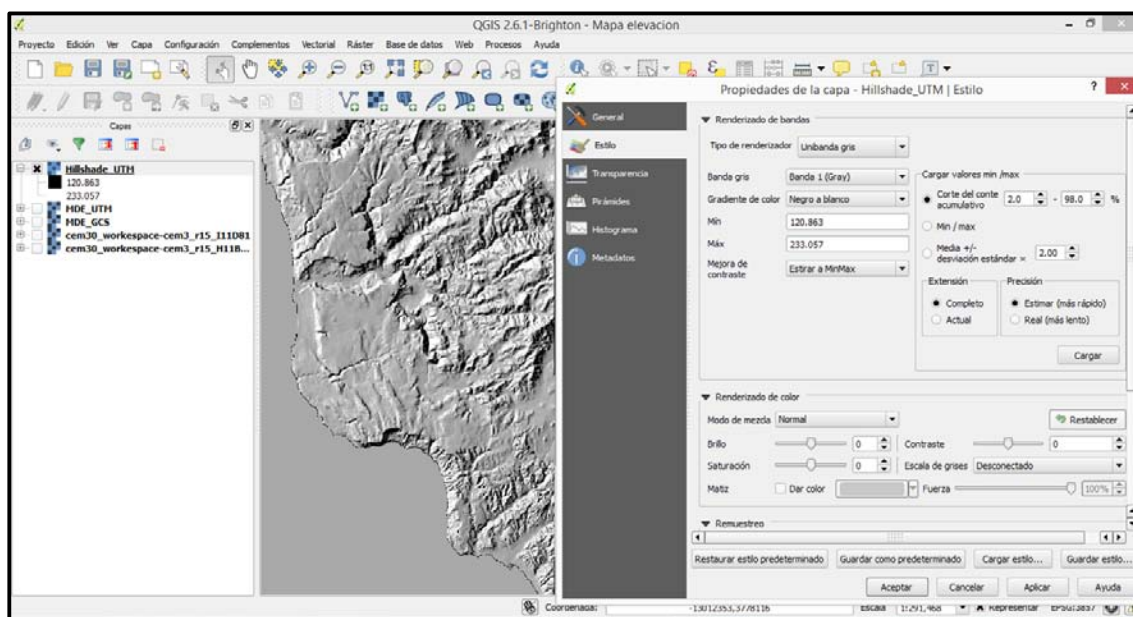 QGIS 2.6.1-Brighton - Mapa elevacion
Proyecto Edición Ver Capa Configuración Complementos Vectorial Ráster Base de datos Web Procesos Ayuda
Capas
Hillshade_UTM
120.863
233.057
MDE_UTM
MDE_GCS
cem30_workespace-cem3_r15_I11D81
cem30_workespace-cem3_r15_H11B...
Propiedades de la capa - Hillshade_UTM | Estilo
General
Estilo
Transparencia
Pirámides
Histograma
Metadatos
Renderizado de bandas
Tipo de renderizador Unibanda gris
Banda gris Banda 1 (Gray)
Gradiente de color Negro a blanco
Mín 120.863
Máx 233.057
Mejora de contraste Estirar a MinMax
Cargar valores min /max
Corte del conte acumulativo 2.0 - 98.0 %
Min / max
Media +/- desviación estándar × 2.00
Extensión
Completo
Actual
Precisión
Estimar (más rápido)
Real (más lento)
Cargar
Renderizado de color
Modo de mezcla Normal
Restablecer
Brillo 0 Contraste 0
Saturación 0 Escala de grises Desconectado
Matiz Dar color Fuerza 100%
Remuestreo
Restaurar estilo predeterminado Guardar como predeterminado Cargar estilo... Guardar estilo...
Aceptar Cancelar Aplicar Ayuda
Coordenada: -13012353,3778116 Escala 1:291,468 Representar EPSG:3857